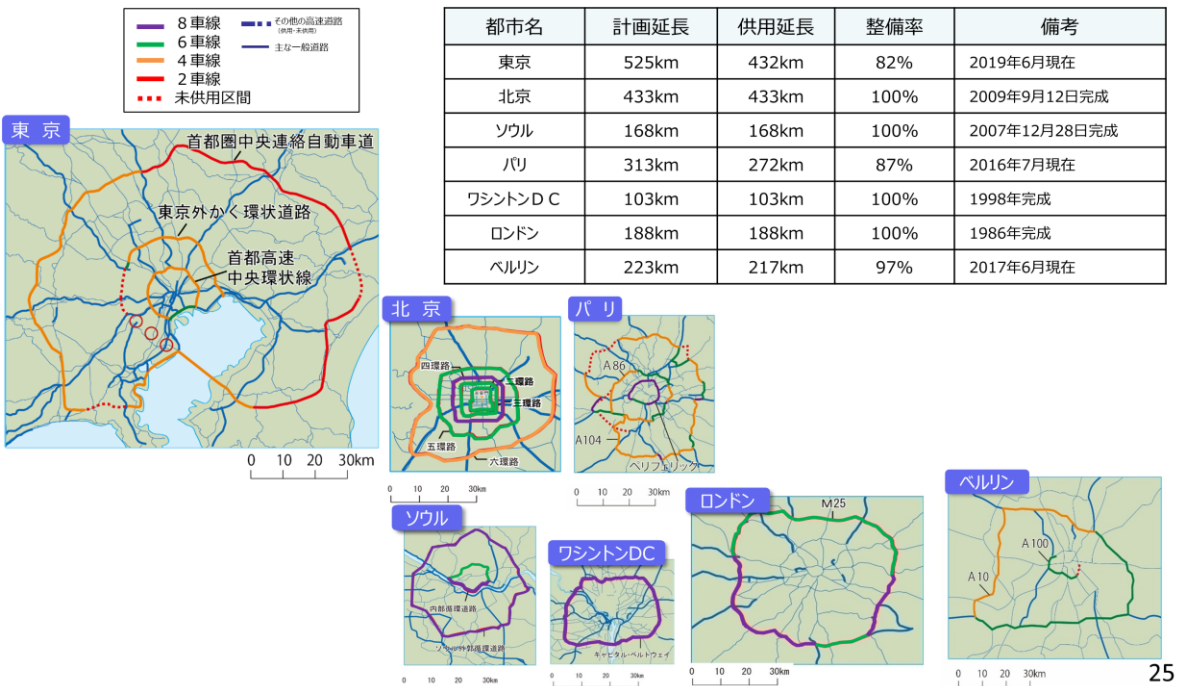 8車線
6車線
4車線
2車線
未供用区間
その他の高速道路
(供用・未供用)
主な一般道路
都市名 計画延長 供用延長 整備率 備考
東京 525km 432km 82% 2019年6月現在
北京 433km 433km 100% 2009年9月12日完成
ソウル 168km 168km 100% 2007年12月28日完成
パリ 313km 272km 87% 2016年7月現在
ワシントンDC 103km 103km 100% 1998年完成
ロンドン 188km 188km 100% 1986年完成
ベルリン 223km 217km 97% 2017年6月現在
東 京
首都圏中央連絡自動車道
東京外かく環状道路
首都高速
中央環状線
0 10 20 30km
北 京
四環路
二環路
三環路
五環路
六環路
0 10 20 30km
パ リ
A86
A104
ペリフェリック
0 10 20 30km
ソウル
内部循環道路
ソウル外郭循環道路
0 10 20 30km
ワシントンDC
キャピタル・ベルトウェイ
0 10 20 30km
ロンドン
M25
0 10 20 30km
ベルリン
A100
A10
0 10 20 30km
25